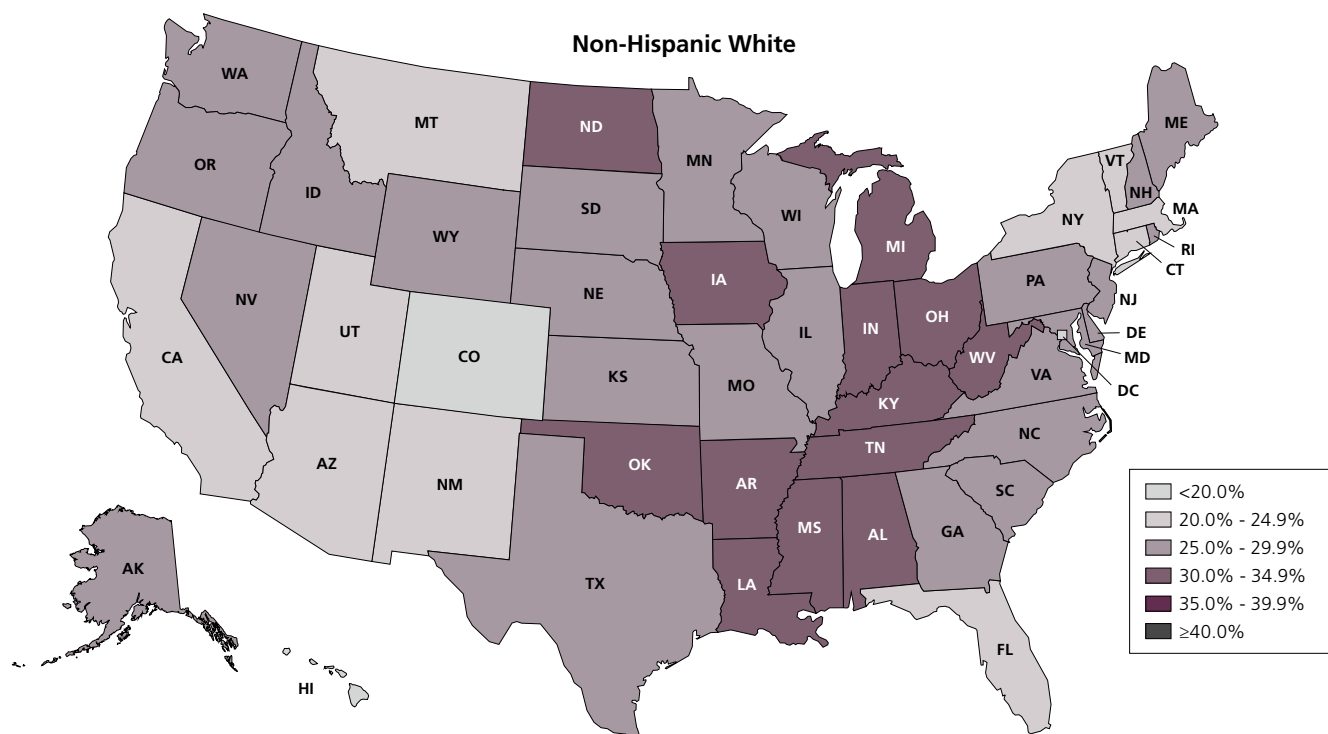 Non-Hispanic White
WA
MT
ND
MN
ME
VT
OR
ID
SD
WI
NH
MA
NY
WY
MI
RI
CT
IA
NE
PA
NV
NJ
UT
IL
IN
OH
DE
CA
CO
WV
MD
KS
MO
VA
DC
KY
NC
TN
AZ
OK
NM
AR
SC
<20.0%
20.0% - 24.9%
25.0% - 29.9%
30.0% - 34.9%
35.0% - 39.9%
≥40.0%
MS
AL
GA
AK
TX
LA
FL
HI